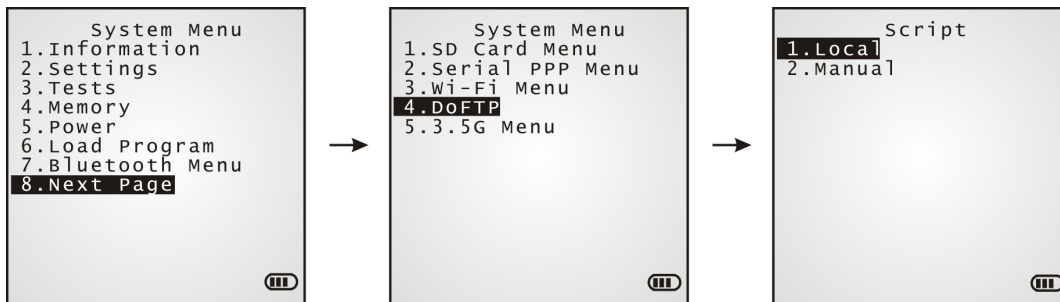 System Menu
1.Information
2.Settings
3.Tests
4.Memory
5.Power
6.Load Program
7.Bluetooth Menu
8.Next Page
System Menu
1.SD Card Menu
2.Serial PPP Menu
3.Wi-Fi Menu
4.DoFTP
5.3.5G Menu
Script
1.Local
2.Manual